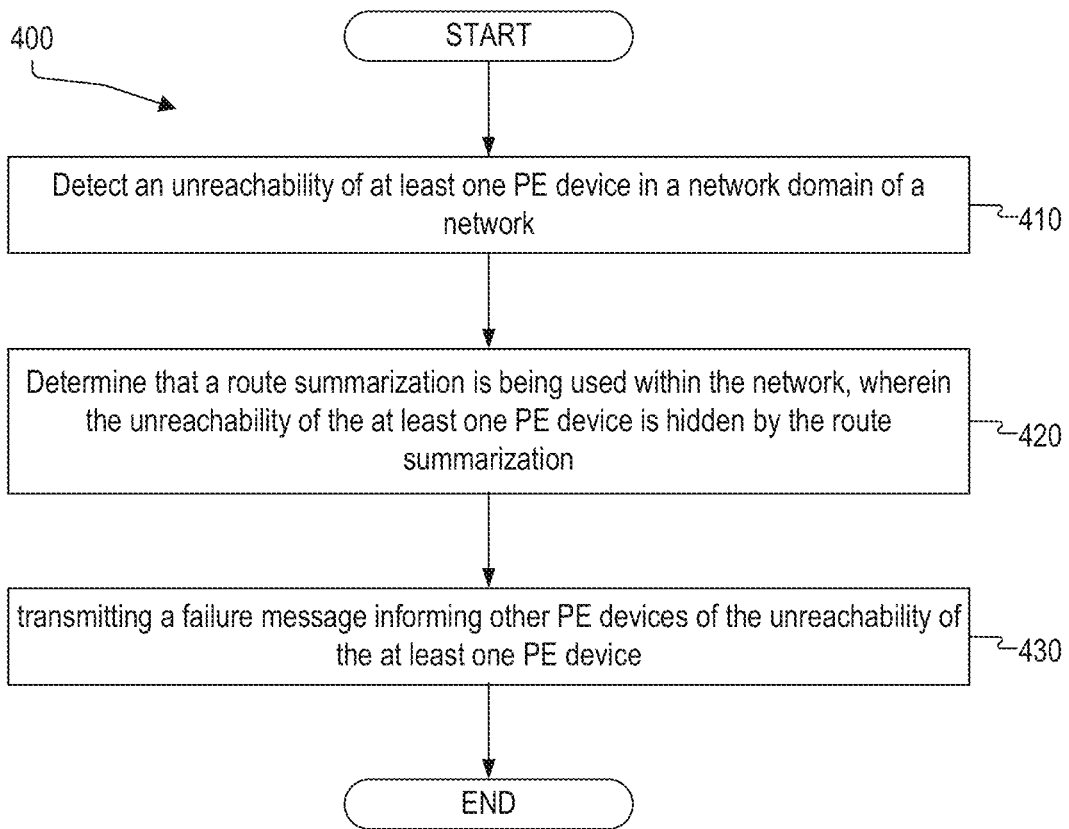 400
START
Detect an unreachability of at least one PE device in a network domain of a
network
410
Determine that a route summarization is being used within the network, wherein
the unreachability of the at least one PE device is hidden by the route
summarization
420
transmitting a failure message informing other PE devices of the unreachability of
the at least one PE device
430
END